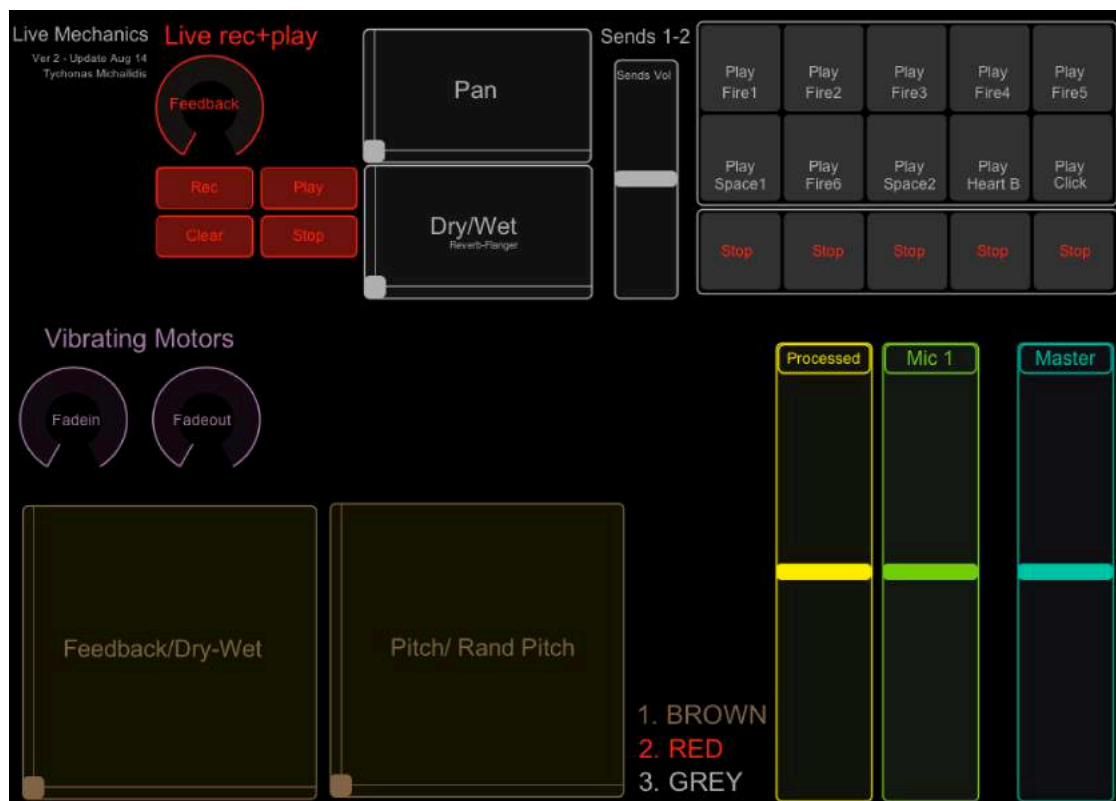 Live Mechanics
Ver 2 - Update Aug 14
Tychonas Michailidis
Live rec+play
Feedback
Rec
Play
Clear
Stop
Pan
Dry/Wet
Reverb-Flanger
Sends 1-2
Sends Vol
Play
Fire1
Play
Fire2
Play
Fire3
Play
Fire4
Play
Fire5
Play
Space1
Play
Fire6
Play
Space2
Play
Heart B
Play
Click
Stop
Stop
Stop
Stop
Stop
Vibrating Motors
Fadein
Fadeout
Feedback/Dry-Wet
Pitch/ Rand Pitch
1. BROWN
2. RED
3. GREY
Processed
Mic 1
Master